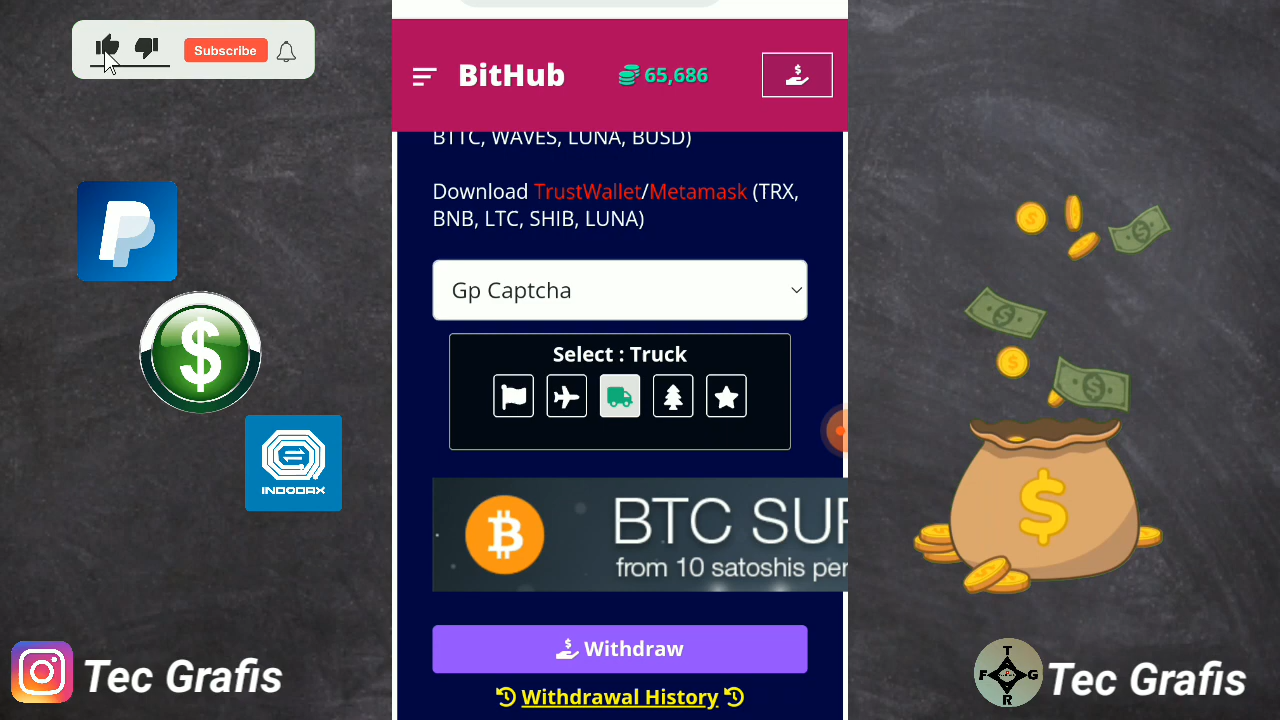 Subscribe
BitHub
65,686
BTTC, WAVES, LUNA, BUSD)
Download TrustWallet/Metamask (TRX,
BNB, LTC, SHIB, LUNA)
Gp Captcha
Select : Truck
BTC SUR
from 10 satoshis per
Withdraw
Withdrawal History
INDODAX
Tec Grafis
T
F G
R
Tec Grafis